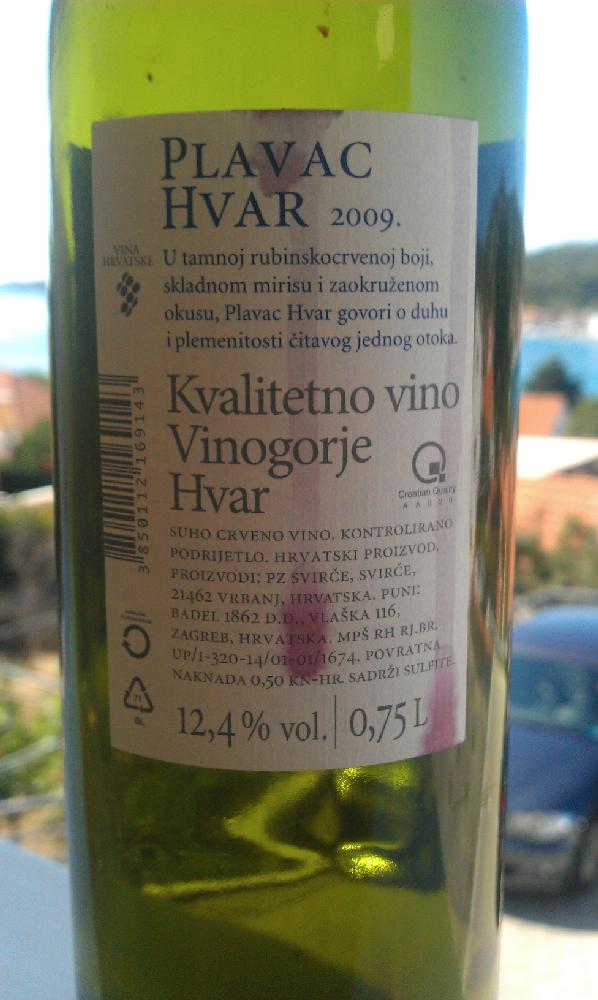 PLAVAC
HVAR 2009.
VINA
HRVATSKE
U tamnoj rubinskocrvenoj boji,
skladnom mirisu i zaokruženom
okusu, Plavac Hvar govori o duhu
i plemenitosti čitavog jednog otoka.
Kvalitetno vino
Vinogorje
Hvar
Croatian Quality
3 850112 169143
SUHO CRVENO VINO. KONTROLIRANO
PODRIJETLO. HRVATSKI PROIZVOD.
PROIZVODI: PZ SVIRČE, SVIRČE,
21462 VRBANJ, HRVATSKA. PUNI:
BADEL 1862 D.D., VLAŠKA 116,
ZAGREB, HRVATSKA. MPŠ RH RJ.BR.
UP/I-320-14/01-01/1674. POVRATNA
NAKNADA 0,50 KN-HR. SADRŽI SULFITE.
12,4 % vol. 0,75 L